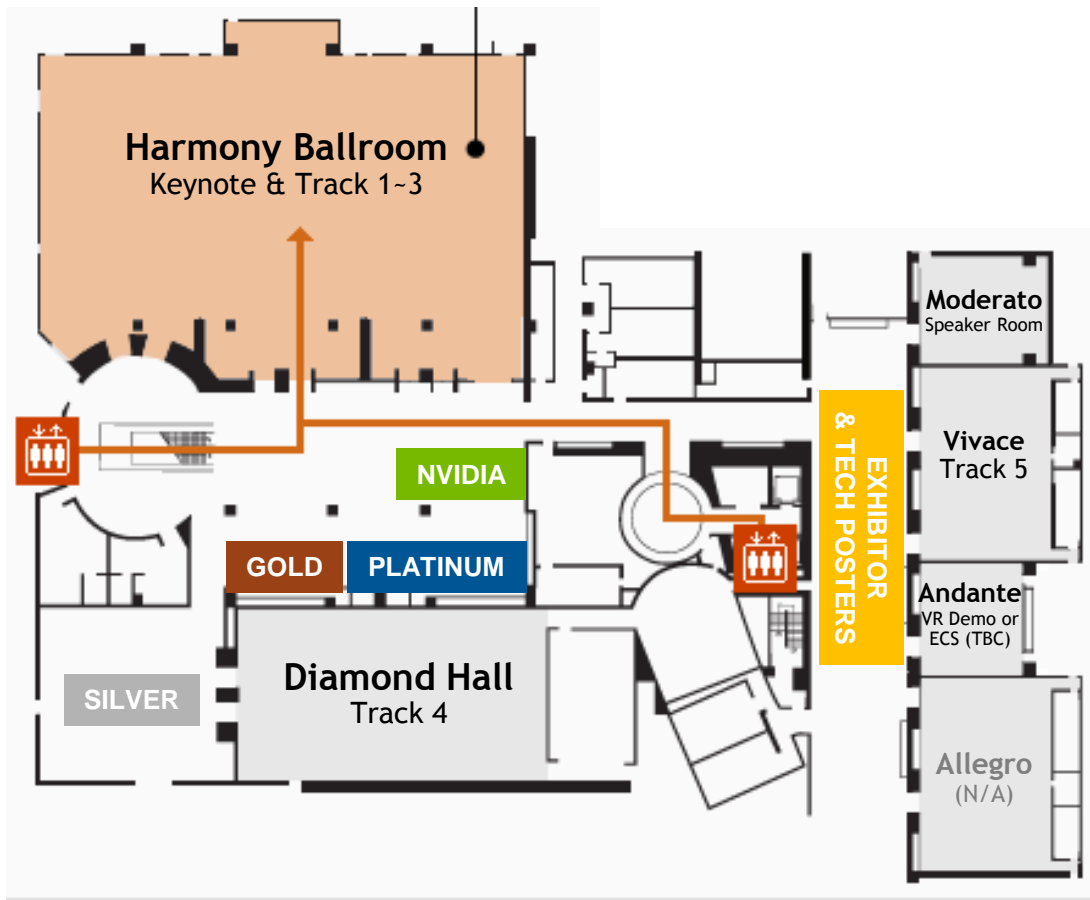 Harmony Ballroom
Keynote & Track 1~3
Moderato
Speaker Room
Vivace
Track 5
EXHIBITOR
& TECH POSTERS
NVIDIA
GOLD
PLATINUM
Andante
VR Demo or
ECS (TBC)
Diamond Hall
Track 4
SILVER
Allegro
(N/A)